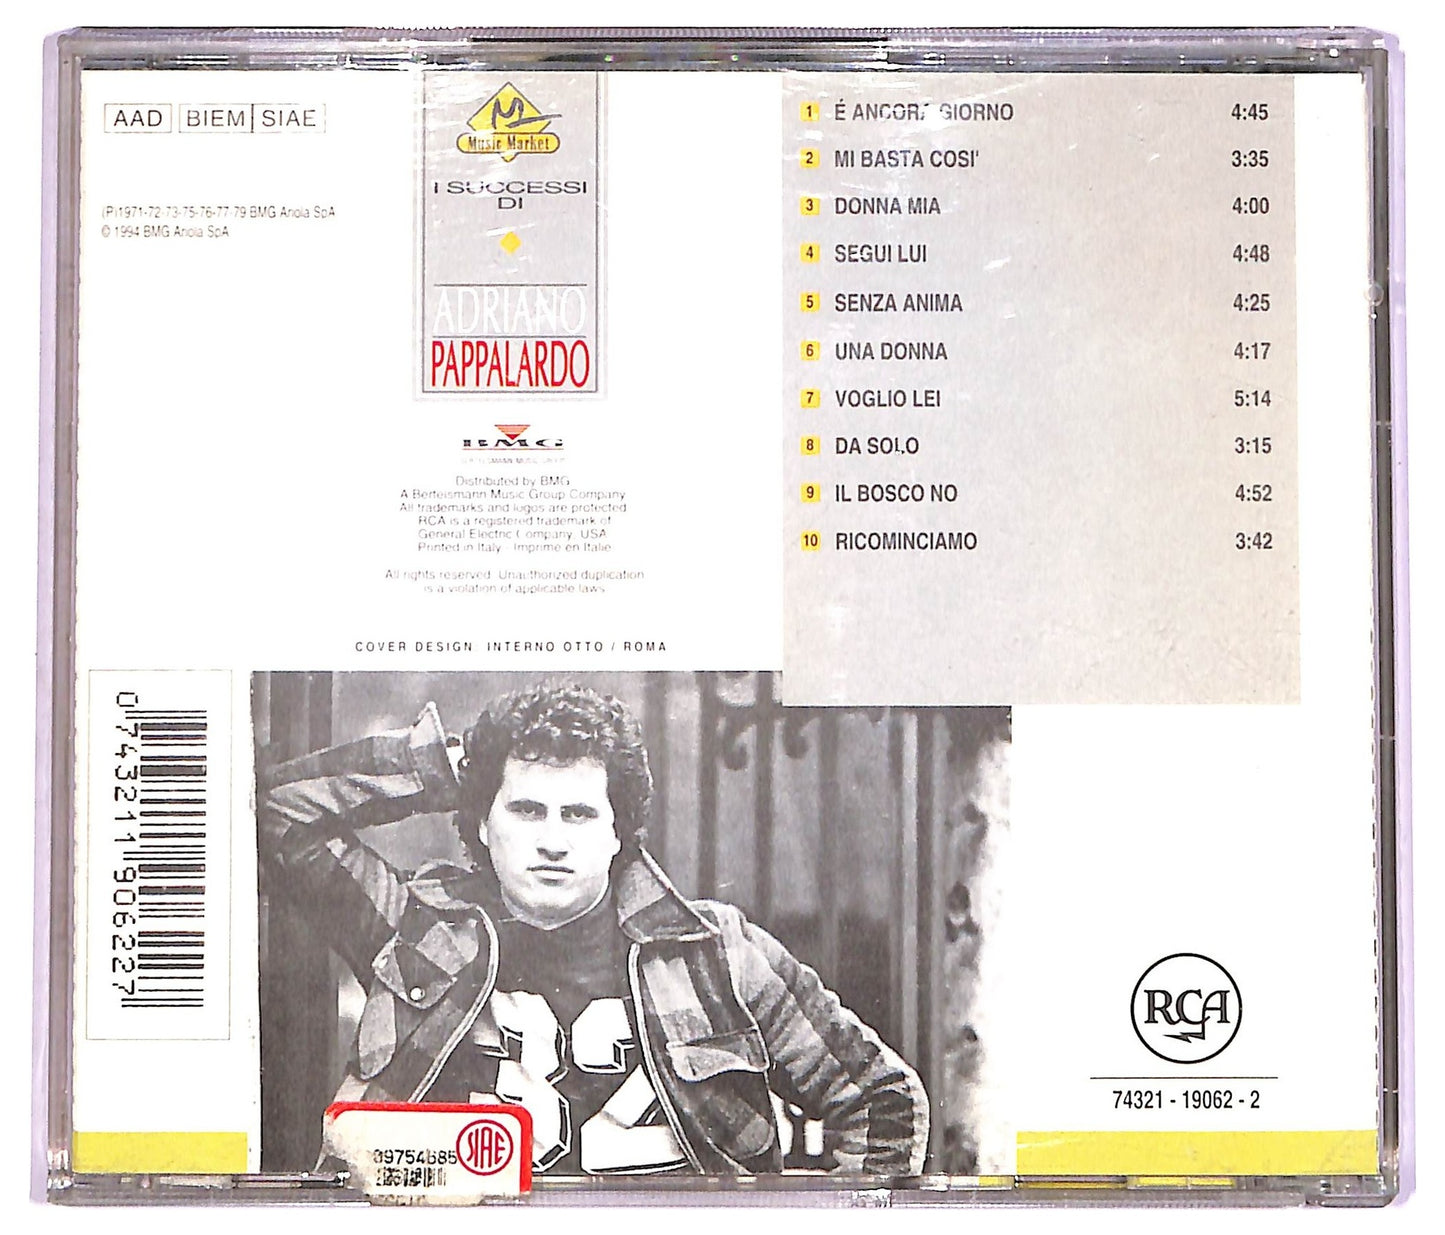 AAD BIEM SIAE
(P)1971-72-73-75-76-77-79 BMG Ariola SpA
© 1994 BMG Ariola SpA
Music Market
I SUCCESSI
DI
ADRIANO
PAPPALARDO
BMG
Distributed by BMG
A Bertelsmann Music Group Company
All trademarks and logos are protected
RCA is a registered trademark of
General Electric Company, USA
Printed in Italy - Imprimé en Italie
All rights reserved. Unauthorized duplication
is a violation of applicable laws
COVER DESIGN: INTERNO OTTO / ROMA
1 É ANCORA GIORNO 4:45
2 MI BASTA COSI' 3:35
3 DONNA MIA 4:00
4 SEGUI LUI 4:48
5 SENZA ANIMA 4:25
6 UNA DONNA 4:17
7 VOGLIO LEI 5:14
8 DA SOLO 3:15
9 IL BOSCO NO 4:52
10 RICOMINCIAMO 3:42
0 743211 906227
RCA
74321 - 19062 - 2
SIAE